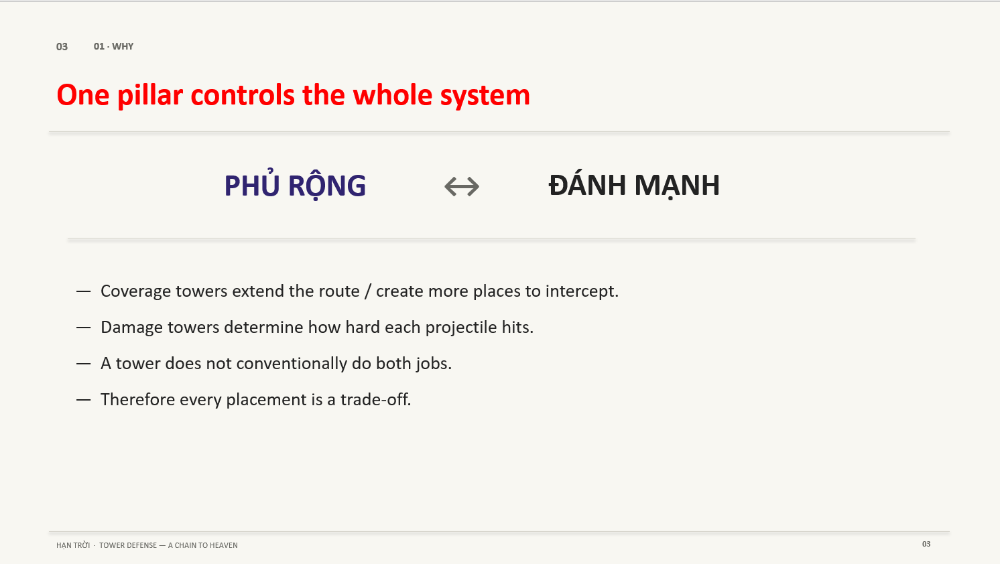 03 01 · WHY
One pillar controls the whole system
PHỦ RỘNG ↔ ĐÁNH MẠNH
— Coverage towers extend the route / create more places to intercept.
— Damage towers determine how hard each projectile hits.
— A tower does not conventionally do both jobs.
— Therefore every placement is a trade-off.
HẠN TRỜI · TOWER DEFENSE — A CHAIN TO HEAVEN 03